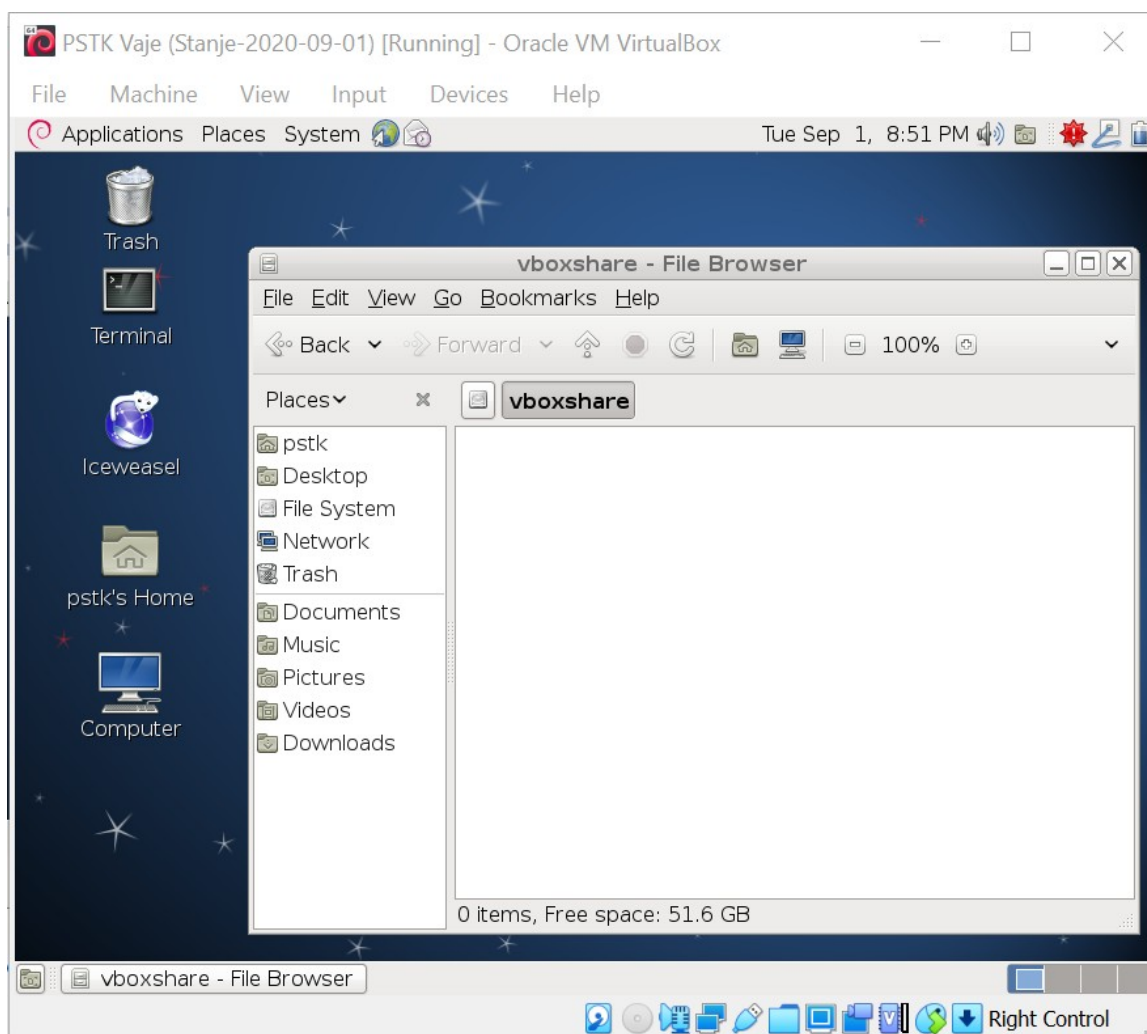 PSTK Vaje (Stanje-2020-09-01) [Running] - Oracle VM VirtualBox
File Machine View Input Devices Help
Applications Places System Tue Sep 1, 8:51 PM
Trash
Terminal
Iceweasel
pstk's Home
Computer
vboxshare - File Browser
File Edit View Go Bookmarks Help
Back Forward 100%
Places vboxshare
pstk
Desktop
File System
Network
Trash
Documents
Music
Pictures
Videos
Downloads
0 items, Free space: 51.6 GB
vboxshare - File Browser
Right Control